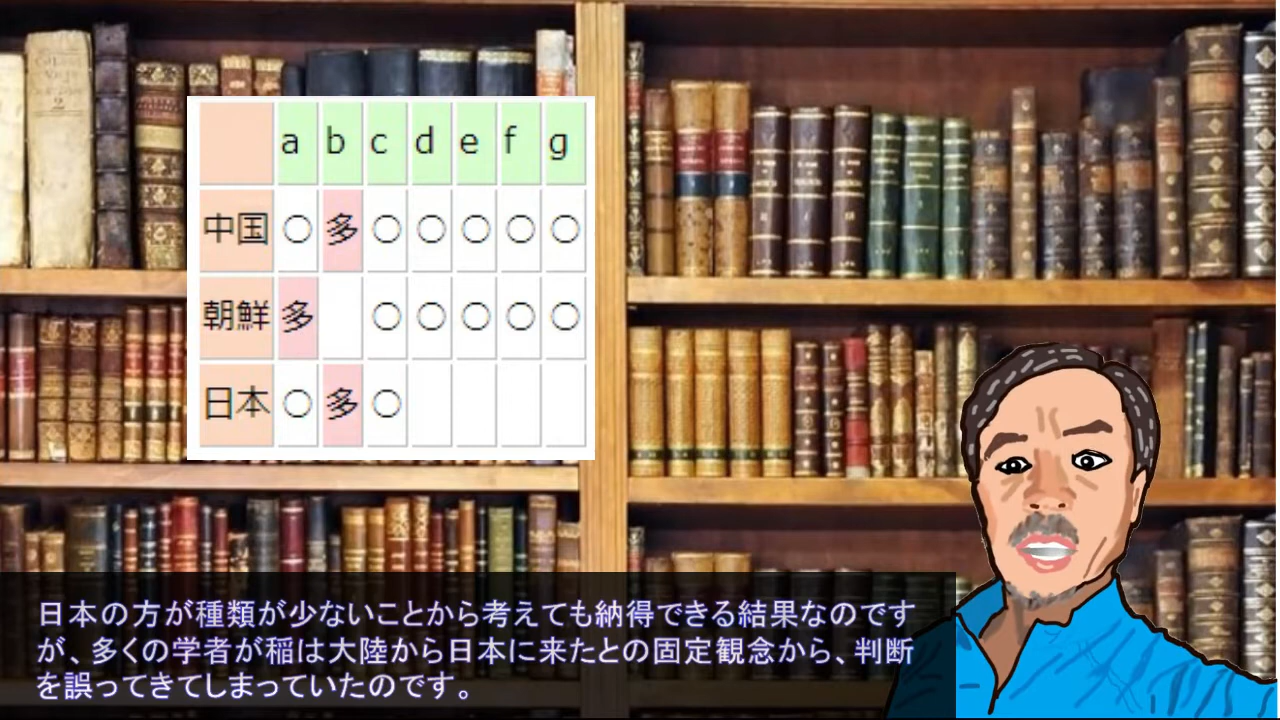 a b c d e f g
中国 ○ 多 ○ ○ ○ ○ ○
朝鮮 多 ○ ○ ○ ○ ○
日本 ○ 多 ○
日本の方が種類が少ないことから考えても納得できる結果なのです
が、多くの学者が稲は大陸から日本に来たとの固定観念から、判断
を誤ってきてしまっていたのです。